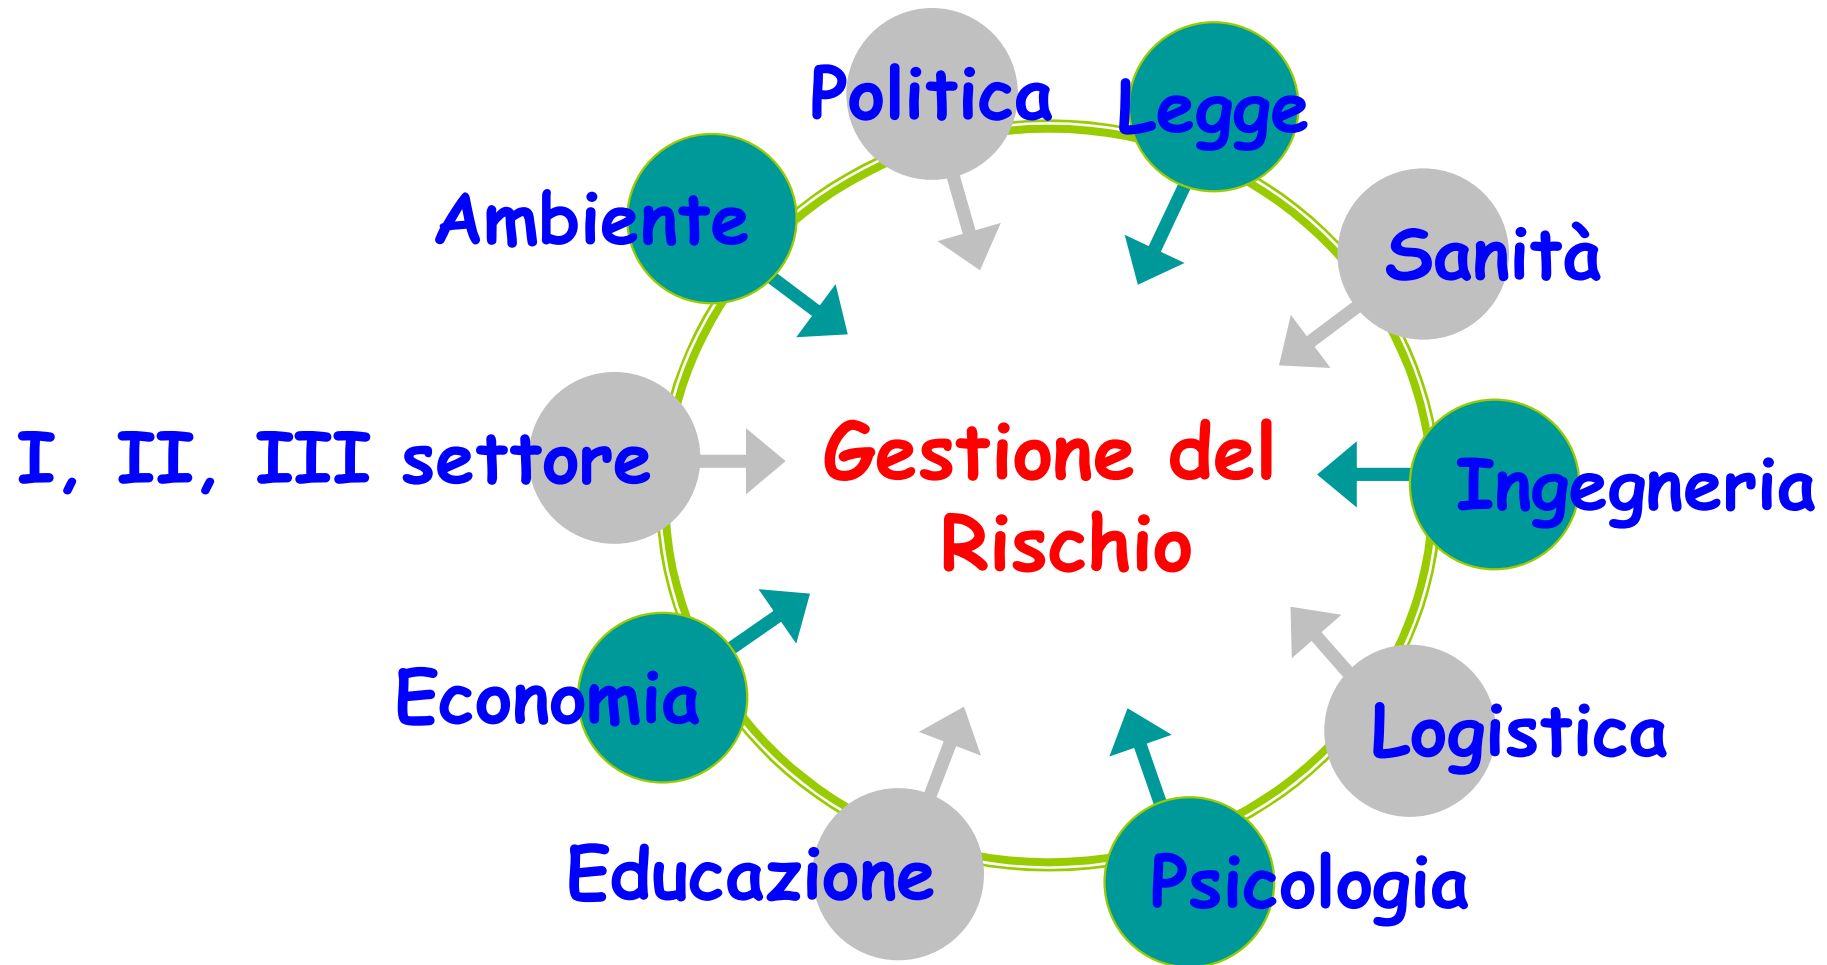 Politica
Legge
Ambiente
Sanità
I, II, III settore
Gestione del
Rischio
Ingegneria
Economia
Logistica
Educazione
Psicologia